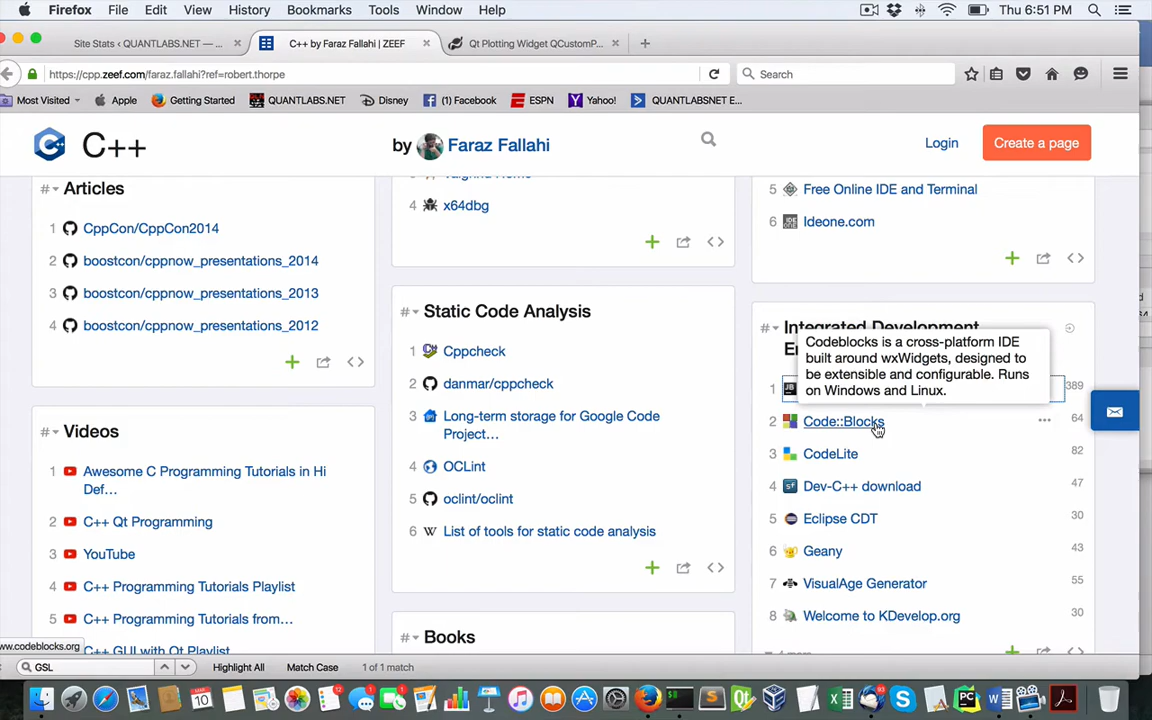 Firefox File Edit View History Bookmarks Tools Window Help Thu 6:51 PM
Site Stats ‹ QUANTLABS.NET — ... × C++ by Faraz Fallahi | ZEEF × Qt Plotting Widget QCustomP... × +
https://cpp.zeef.com/faraz.fallahi?ref=robert.thorpe Search
Most Visited Apple Getting Started QUANTLABS.NET Disney (1) Facebook ESPN Yahoo! QUANTLABSNET E...
C++ by Faraz Fallahi Login Create a page
# Articles
1 CppCon/CppCon2014
2 boostcon/cppnow_presentations_2014
3 boostcon/cppnow_presentations_2013
4 boostcon/cppnow_presentations_2012
# Videos
1 Awesome C Programming Tutorials in Hi
Def…
2 C++ Qt Programming
3 YouTube
4 C++ Programming Tutorials Playlist
5 C++ Programming Tutorials from…
C++ GUI with Qt Playlist
4 x64dbg
# Static Code Analysis
1 Cppcheck
2 danmar/cppcheck
3 Long-term storage for Google Code
Project…
4 OCLint
5 oclint/oclint
6 List of tools for static code analysis
# Books
5 Free Online IDE and Terminal
6 Ideone.com
# Integrated Development
Codeblocks is a cross-platform IDE
built around wxWidgets, designed to
be extensible and configurable. Runs
on Windows and Linux.
1 389
2 Code::Blocks 64
3 CodeLite 82
4 Dev-C++ download 47
5 Eclipse CDT 30
6 Geany 43
7 VisualAge Generator 55
8 Welcome to KDevelop.org 30
www.codeblocks.org
GSL Highlight All Match Case 1 of 1 match